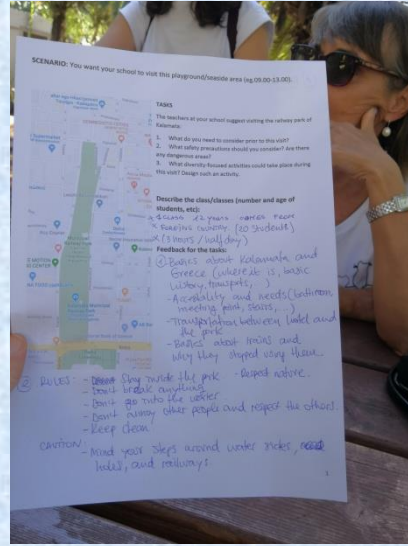 SCENARIO: You want your school to visit this playground/seaside area (eg.09.00-13.00).
TASKS
The teachers at your school suggest visiting the railway park of
Kalamata.
1. What do you need to consider prior to this visit?
2. What safety precautions should you consider? Are there
any dangerous areas?
3. What diversity-focused activities could take place during
this visit? Design such an activity.
Describe the class/classes (number and age of
students, etc):
12 years
(20 students)
(3 hours / half day)
Feedback for the tasks:
① Basics about Kalamata and
Greece (where it is, basic
history, transports, )
- Accesibility and needs (bathroom,
meeting point, stairs, ...)
- Transportation between hotel and
the park
- Basics about trains and
why they stoped using them.
② RULES: - Stay inside the park - Respect nature.
- Don't break anything
- Don't go into the water
- Don't annoy other people and respect the others.
- Keep clean
CAUTION:
- Mind your steps around water sides,
holes, and railways.